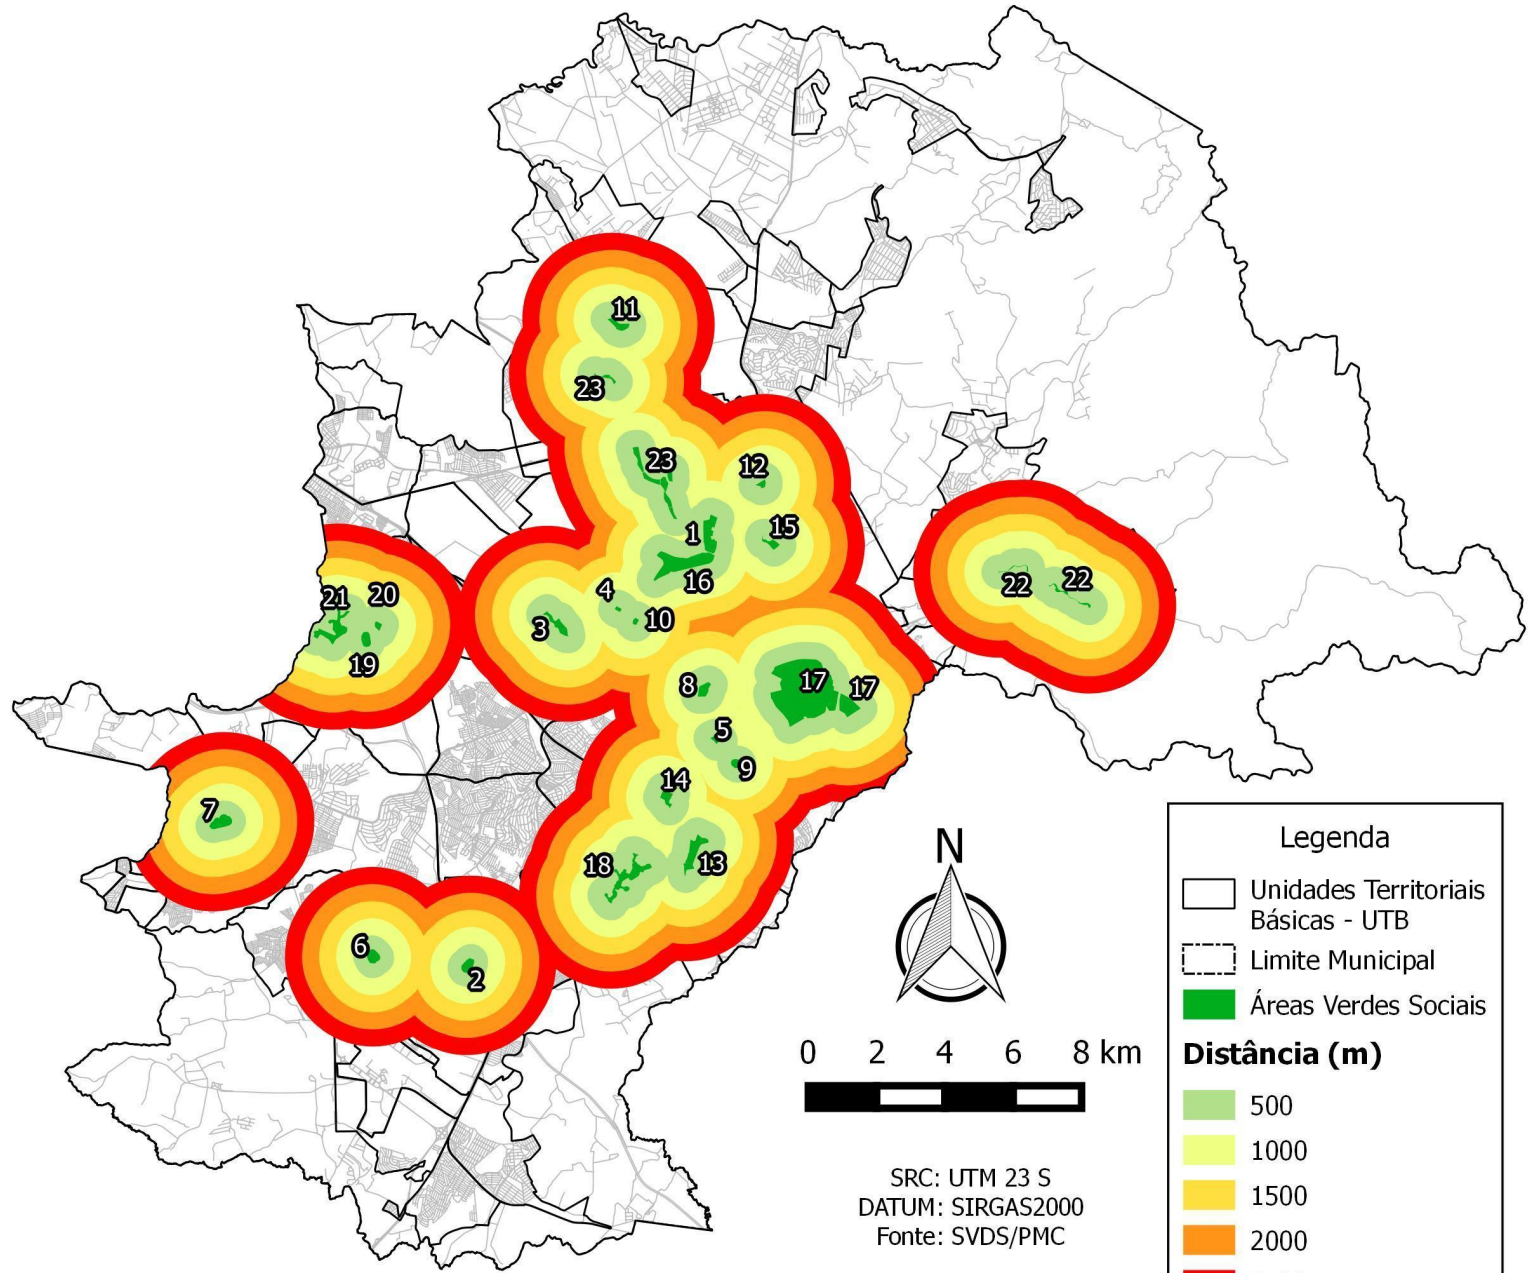 11
23
23
12
1
15
16
4
3
10
22
22
21
20
19
8
17
17
5
9
14
7
18
13
6
2
N
0 2 4 6 8 km
SRC: UTM 23 S
DATUM: SIRGAS2000
Fonte: SVDS/PMC
Legenda
Unidades Territoriais
Básicas - UTB
Limite Municipal
Áreas Verdes Sociais
Distância (m)
500
1000
1500
2000